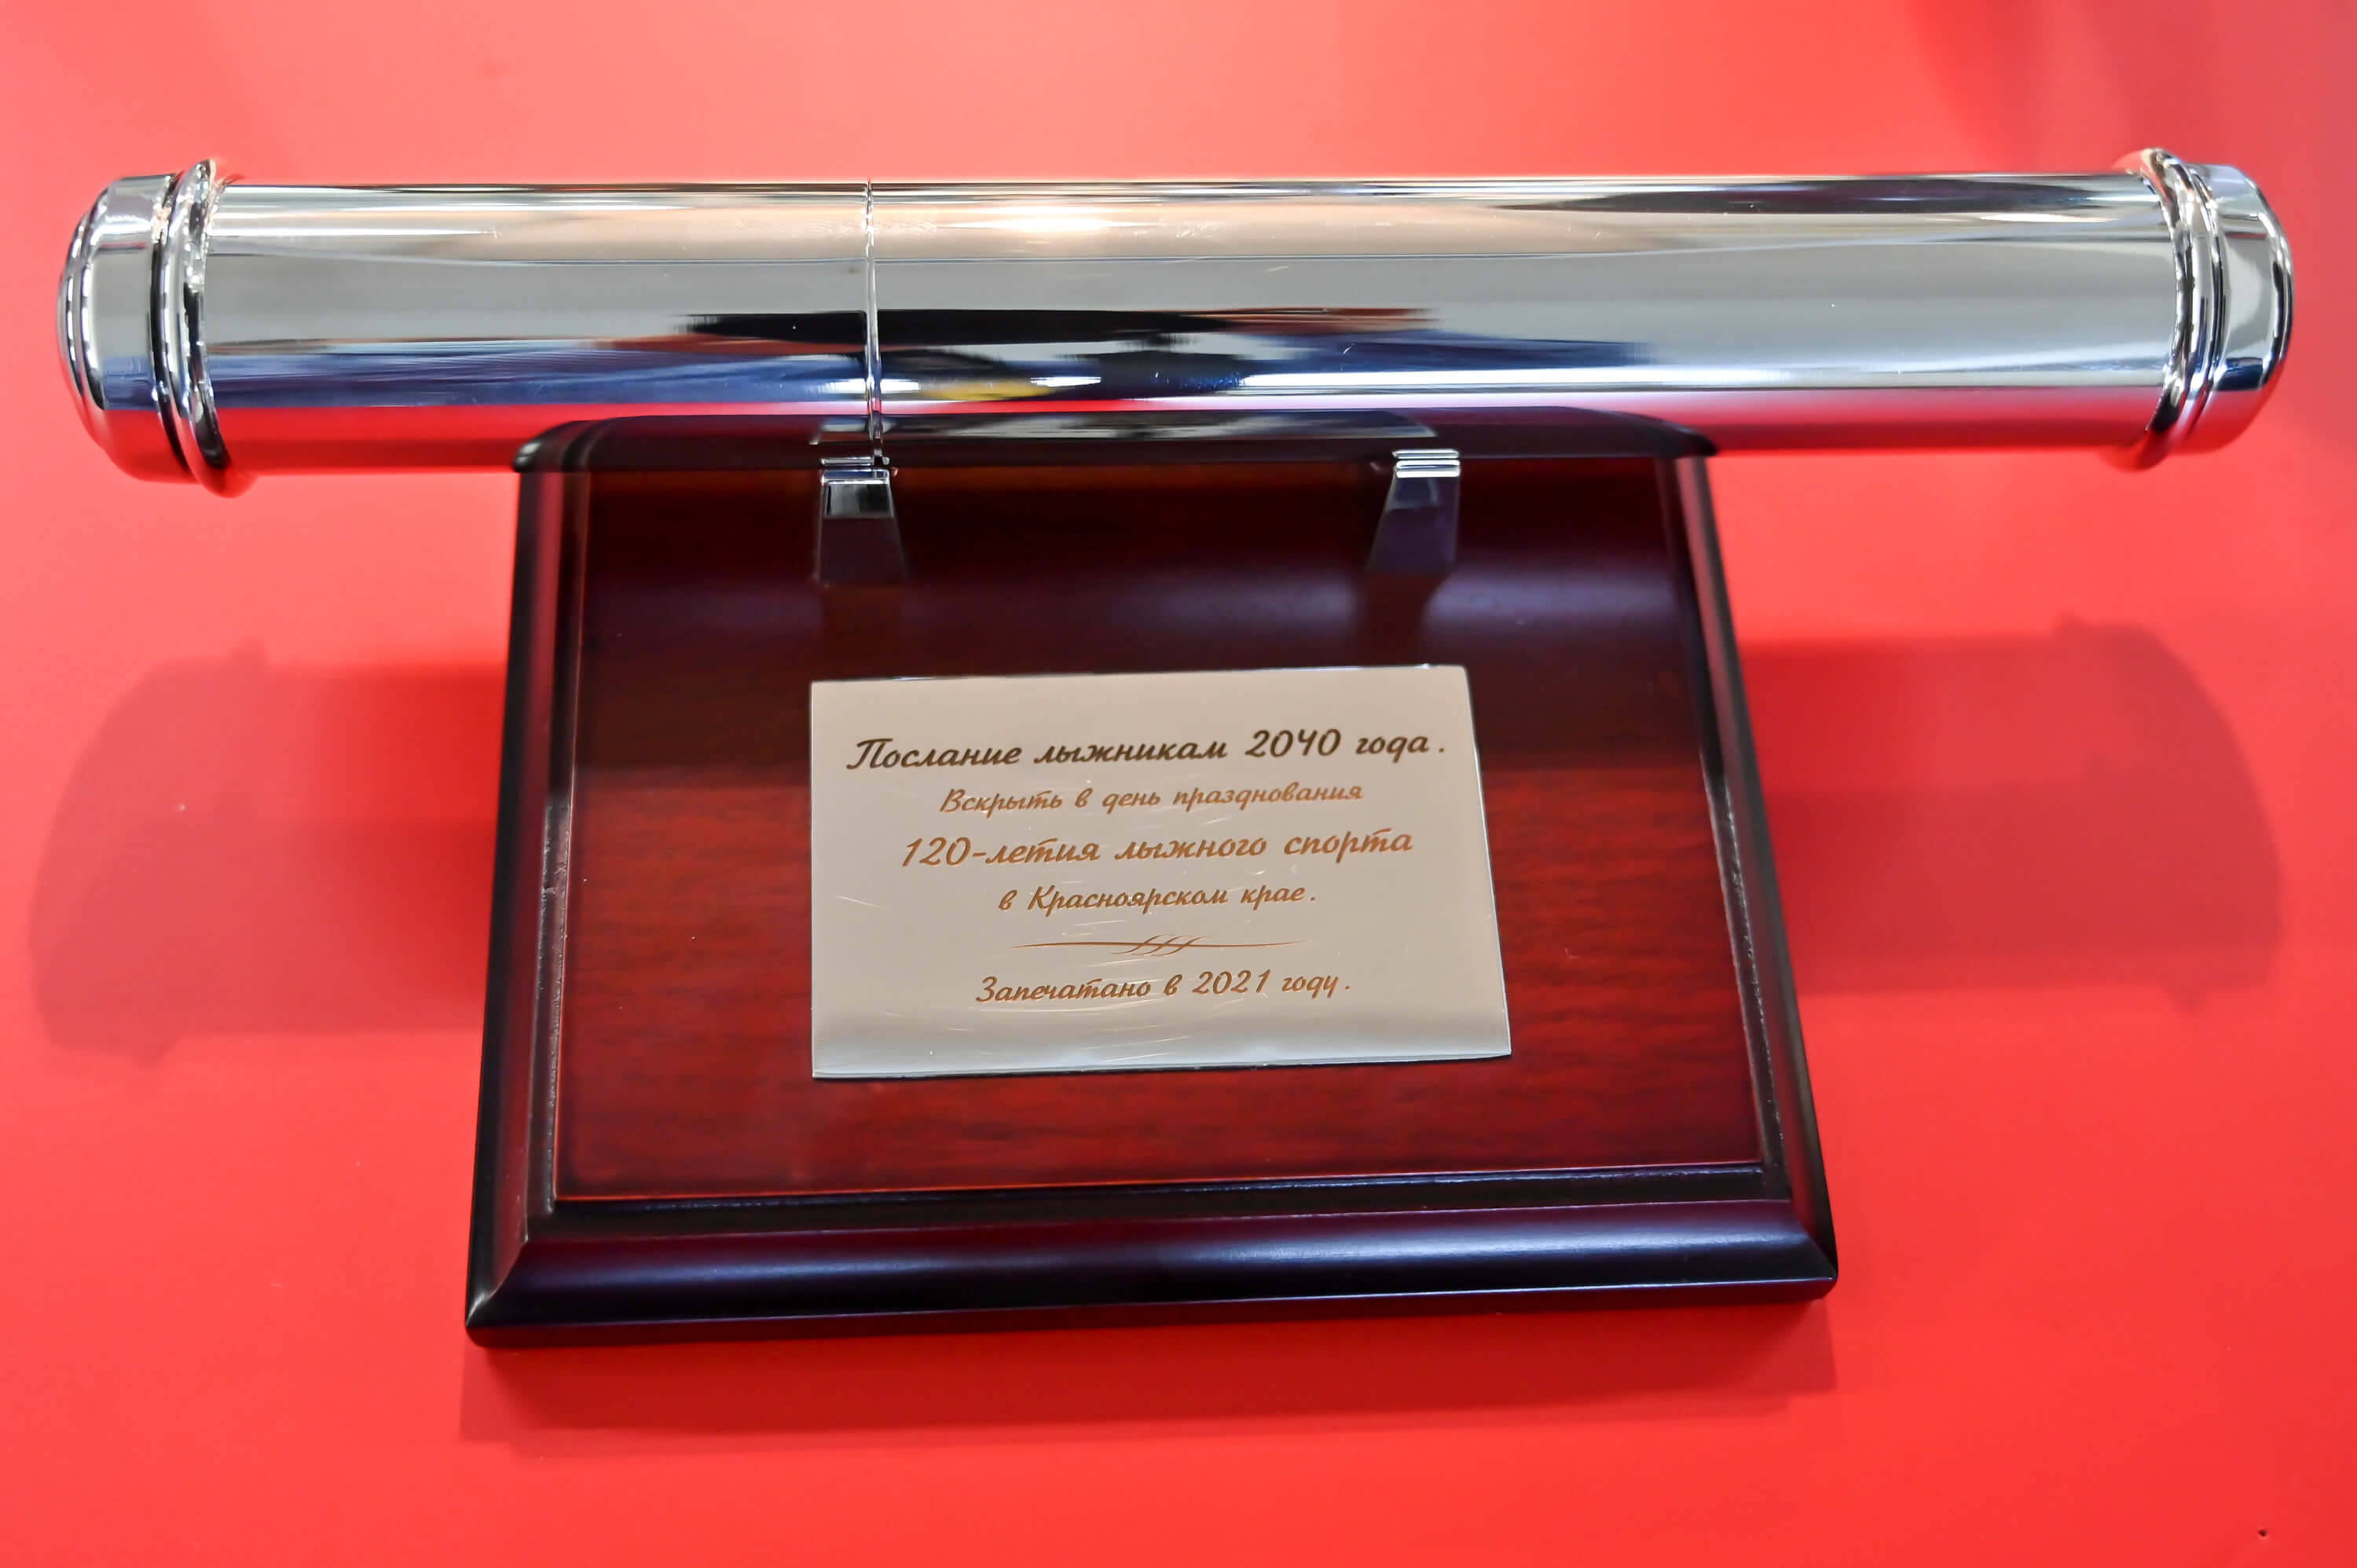 Послание лыжникам 2040 года.
Вскрыть в день празднования
120-летия лыжного спорта
в Красноярском крае.
Запечатано в 2021 году.